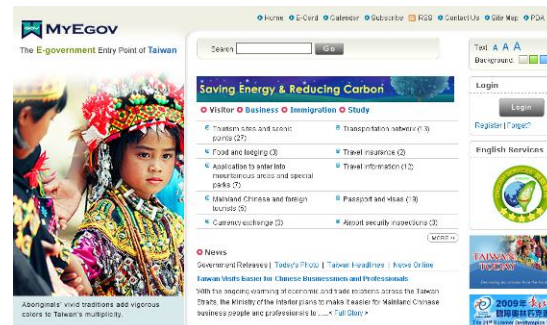 Home E-Card Calendar Subscribe RSS Contact Us Site Map PDA
MYEGOV
The E-government Entry Point of Taiwan
Search Go
Text A A A
Background
Saving Energy & Reducing Carbon
Visitor Business Immigration Study
Login
Login
Register | Forget?
Tourism sites and scenic points (27)
Transportation network (13)
Food and lodging (3)
Travel insurance (2)
Application to enter into mountainous areas and special parks (7)
Travel information (12)
Mainland Chinese and foreign tourists (5)
Passport and visas (19)
Currency exchange (3)
Airport security inspections (3)
MORE
English Services
News
Government Releases | Today's Photo | Taiwan Headlines | News Online
Taiwan Visits Easier for Chinese Businessmen and Professionals
With the ongoing warming of economic and trade relations across the Taiwan
Straits, the Ministry of the Interior plans to make it easier for Mainland Chinese
business people and professionals to ......< Full Story >
TAIWAN
TODAY
2009年
Aboriginals' vivid traditions add vigorous
colors to Taiwan's multiplicity.